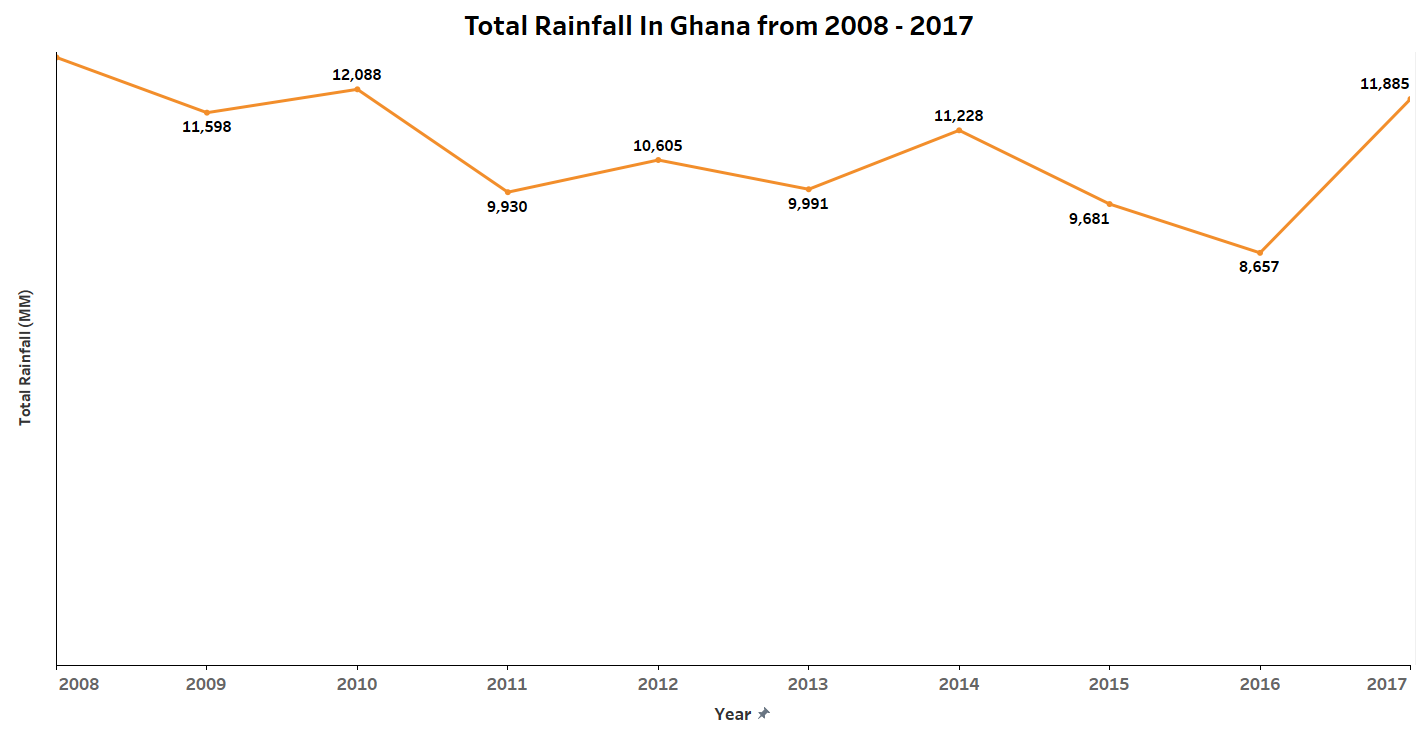 Total Rainfall In Ghana from 2008 - 2017
12,088
11,885
11,598
11,228
10,605
9,930
9,991
9,681
8,657
Total Rainfall (MM)
2008 2009 2010 2011 2012 2013 2014 2015 2016 2017
Year